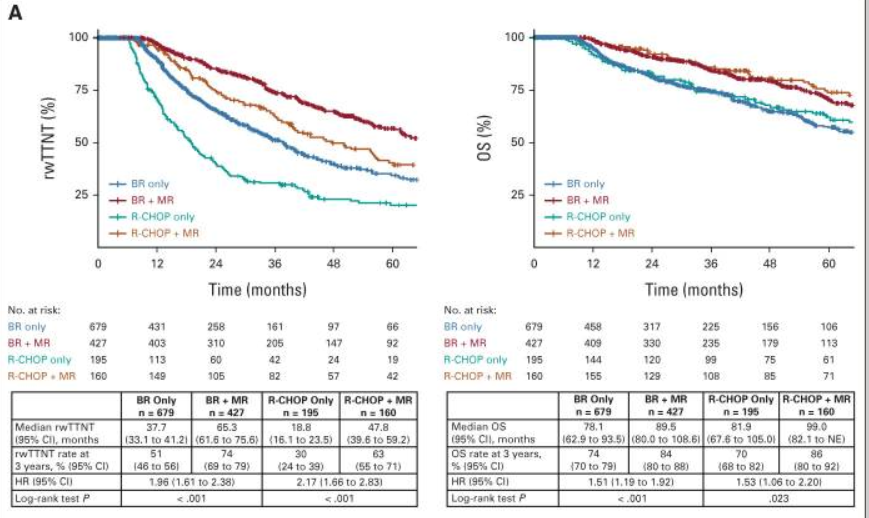 A
100
75
50
25
rwTTNT (%)
BR only
BR + MR
R-CHOP only
R-CHOP + MR
0 12 24 36 48 60
Time (months)
No. at risk:
BR only 679 431 258 161 97 66
BR + MR 427 403 310 205 147 92
R-CHOP only 195 113 60 42 24 19
R-CHOP + MR 160 149 105 82 57 42
BR Only BR + MR R-CHOP Only R-CHOP + MR
n = 679 n = 427 n = 195 n = 160
Median rwTTNT 37.7 65.3 18.8 47.8
(95% CI), months (33.1 to 41.2) (61.6 to 75.6) (16.1 to 23.5) (39.6 to 59.2)
rwTTNT rate at 51 74 30 63
3 years, % (95% CI) (46 to 56) (69 to 79) (24 to 39) (55 to 71)
HR (95% CI) 1.96 (1.61 to 2.38) 2.17 (1.66 to 2.83)
Log-rank test P < .001 < .001
100
75
50
25
OS (%)
BR only
BR + MR
R-CHOP only
R-CHOP + MR
0 12 24 36 48 60
Time (months)
No. at risk:
BR only 679 458 317 225 156 106
BR + MR 427 409 330 235 179 113
R-CHOP only 195 144 120 99 75 61
R-CHOP + MR 160 155 129 108 85 71
BR Only BR + MR R-CHOP Only R-CHOP + MR
n = 679 n = 427 n = 195 n = 160
Median OS 78.1 89.5 81.9 99.0
(95% CI), months (62.9 to 93.5) (80.0 to 108.6) (67.6 to 105.0) (82.1 to NE)
OS rate at 3 years, 74 84 70 86
% (95% CI) (70 to 79) (80 to 88) (68 to 82) (80 to 92)
HR (95% CI) 1.51 (1.19 to 1.92) 1.53 (1.06 to 2.20)
Log-rank test P < .001 .023